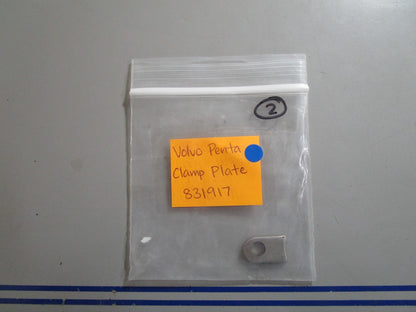 2
Volvo Penta
Clamp Plate
831917